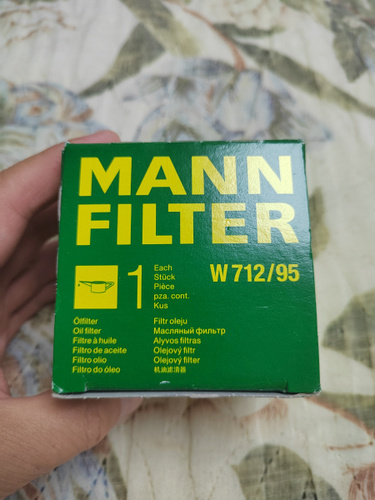 MANN
FILTER
1
Each
Stück
Pièce
pza. cont.
Kus
W 712/95
Ölfilter
Oil filter
Filtre à huile
Filtro de aceite
Filtro olio
Filtro do óleo
Filtr oleju
Масляный фильтр
Alyvos filtras
Olejový filtr
Olejový filter
机油滤清器